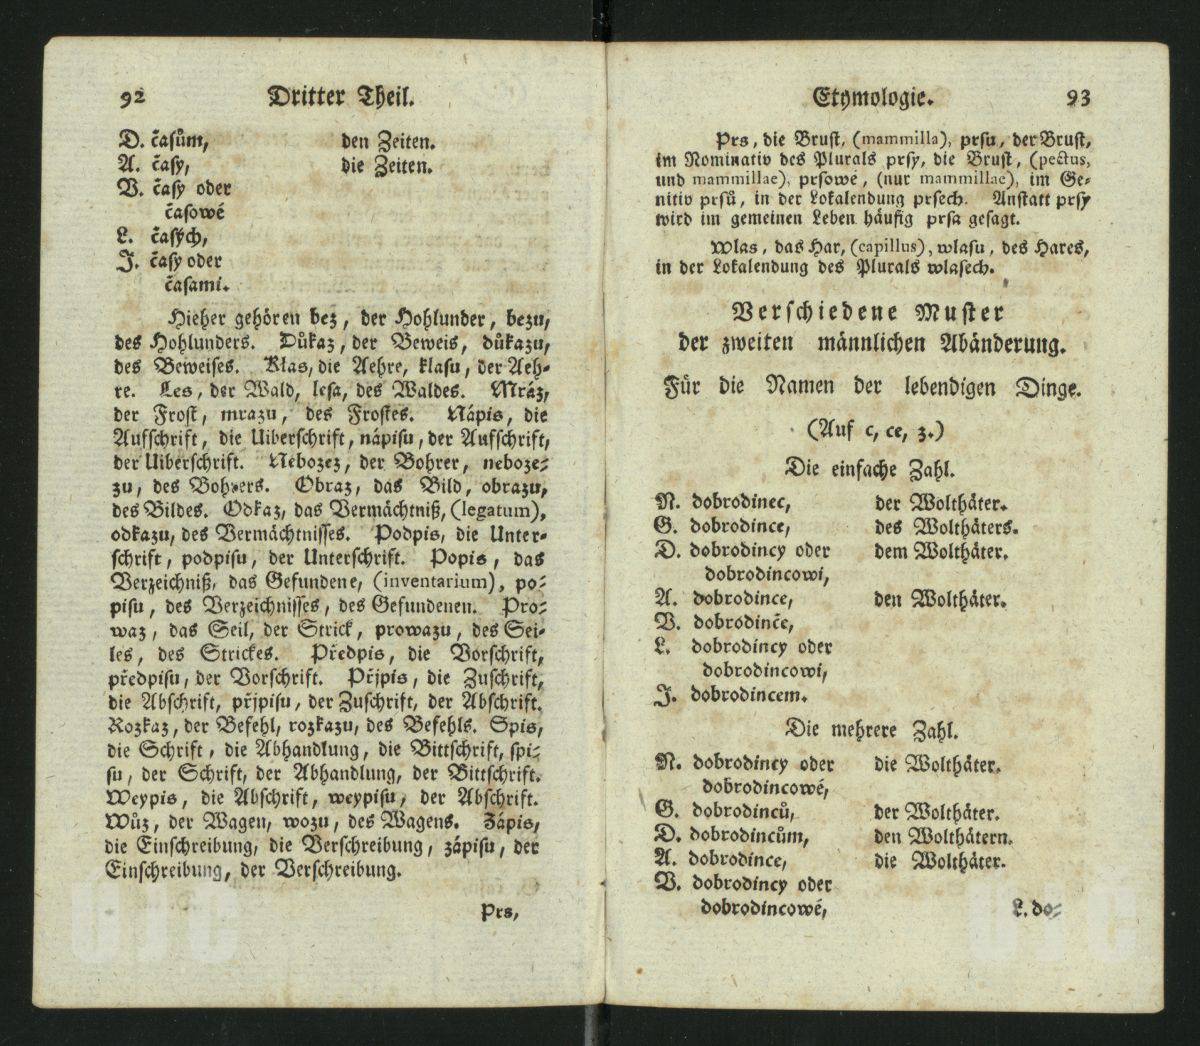 92 Dritter Theil.
D. časům, den Zeiten.
A. časy, die Zeiten.
V. časy oder
časowé
L. časých,
J. časy oder
časami.
Hieher gehören bez, der Hohlunder, bezu,
des Hohlunders. Důkaz, der Beweis, důkazu,
des Beweises. Klas, die Aehre, klasu, der Aeh-
re. Les, der Wald, lesa, des Waldes. Mráz,
der Frost, mrazu, des Frostes. Nápis, die
Aufschrift, die Uiberschrift, nápisu, der Aufschrift,
der Uiberschrift. Nebozez, der Bohrer, neboze-
zu, des Bohrers. Obraz, das Bild, obrazu,
des Bildes. Odkaz, das Vermächtniß, (legatum),
odkazu, des Vermächtnisses. Podpis, die Unter-
schrift, podpisu, der Unterschrift. Popis, das
Verzeichniß, das Gefundene, (inventarium), po-
pisu, des Verzeichnisses, des Gefundenen. Pro-
waz, das Seil, der Strick, prowazu, des Sei-
les, des Strickes. Předpis, die Vorschrift,
předpisu, der Vorschrift. Přjpis, die Zuschrift,
die Abschrift, přjpisu, der Zuschrift, der Abschrift.
Rozkaz, der Befehl, rozkazu, des Befehls. Spis,
die Schrift, die Abhandlung, die Bittschrift, spi-
su, der Schrift, der Abhandlung, der Bittschrift.
Weypis, die Abschrift, weypisu, der Abschrift.
Wůz, der Wagen, wozu, des Wagens. Zápis,
die Einschreibung, die Verschreibung, zápisu, der
Einschreibung, der Verschreibung.
Prs,
Etymologie. 93
Prs, die Brust, (mammilla), prsu, der Brust,
im Nominativ des Plurals prsy, die Brust, (pectus,
und mammillae), prsowé, (nur mammillae), im Ge-
nitiv prsů, in der Lokalendung prsech. Anstatt prsy
wird im gemeinen Leben häufig prsa gesagt.
Wlas, das Har, (capillus), wlasu, des Hares,
in der Lokalendung des Plurals wlasech.
Verschiedene Muster
der zweiten männlichen Abänderung.
Für die Namen der lebendigen Dinge.
(Auf c, ce, z.)
Die einfache Zahl.
N. dobrodinec, der Wolthäter.
G. dobrodince, des Wolthäters.
D. dobrodincy oder dem Wolthäter.
dobrodincowi,
A. dobrodince, den Wolthäter.
V. dobrodinče,
L. dobrodincy oder
dobrodincowi,
J. dobrodincem.
Die mehrere Zahl.
N. dobrodincy oder die Wolthäter.
dobrodincowé,
G. dobrodinců, der Wolthäter.
D. dobrodincům, den Wolthätern.
A. dobrodince, die Wolthäter.
V. dobrodincy oder
dobrodincowé,
L. do-